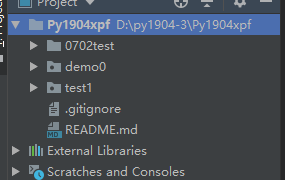 Project
Py1904xpf D:\py1904-3\Py1904xpf
0702test
demo0
test1
.gitignore
README.md
External Libraries
Scratches and Consoles